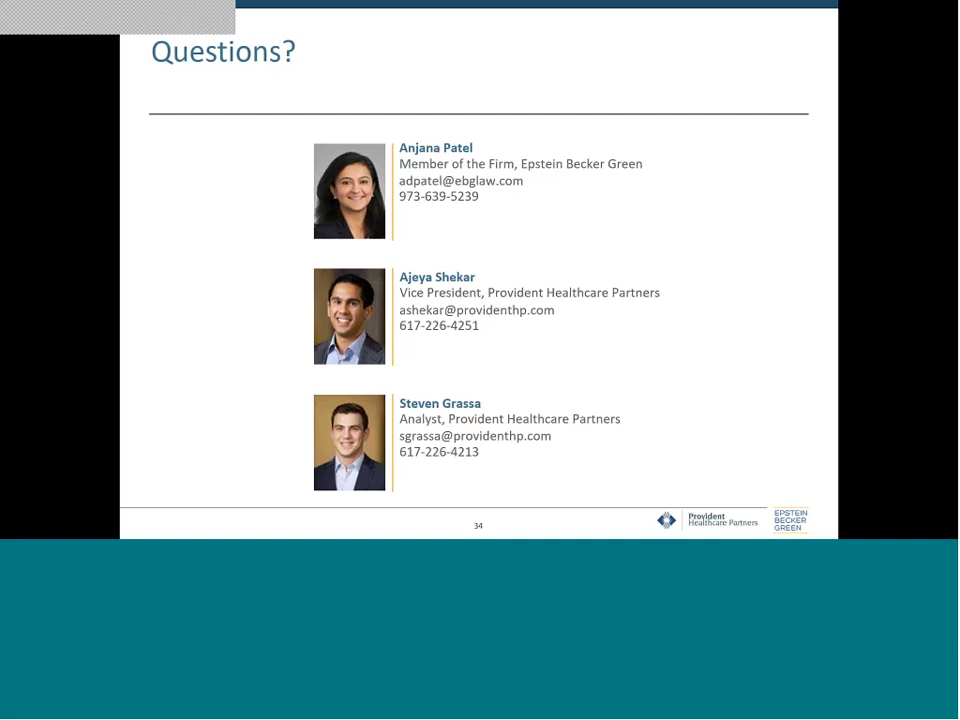 Questions?
Anjana Patel
Member of the Firm, Epstein Becker Green
adpatel@ebglaw.com
973-639-5239
Ajeya Shekar
Vice President, Provident Healthcare Partners
ashekar@providenthp.com
617-226-4251
Steven Grassa
Analyst, Provident Healthcare Partners
sgrassa@providenthp.com
617-226-4213
34
Provident
Healthcare Partners
EPSTEIN
BECKER
GREEN